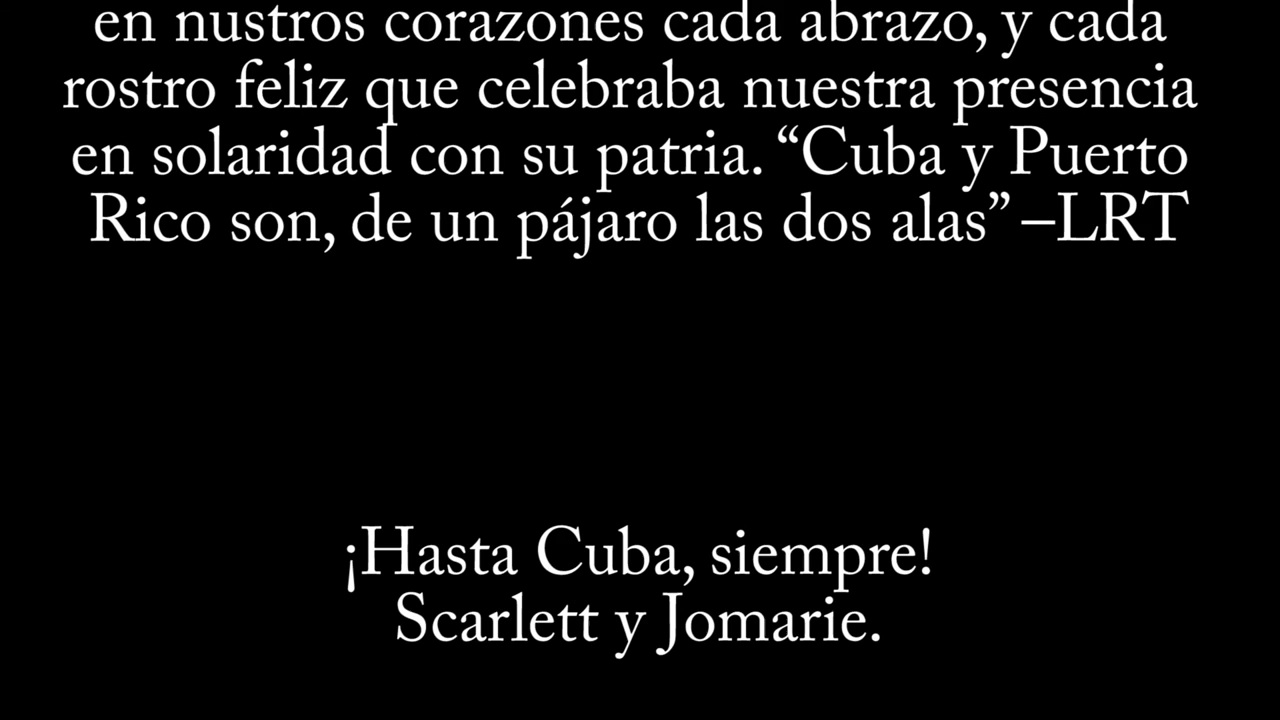 en nustros corazones cada abrazo, y cada
rostro feliz que celebraba nuestra presencia
en solaridad con su patria. “Cuba y Puerto
Rico son, de un pájaro las dos alas” –LRT
¡Hasta Cuba, siempre!
Scarlett y Jomarie.